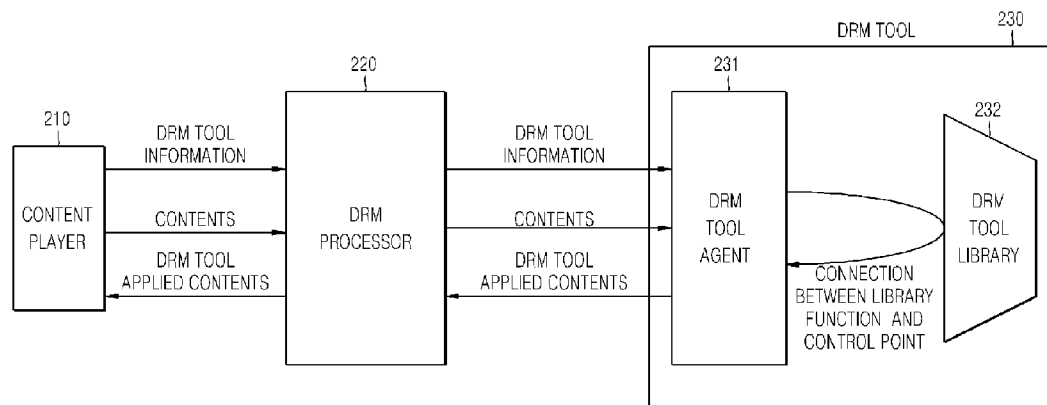 DRM TOOL
230
220
231
210
232
DRM TOOL
INFORMATION
DRM TOOL
INFORMATION
CONTENT
PLAYER
CONTENTS
DRM
PROCESSOR
CONTENTS
DRM
TOOL
AGENT
DRM
TOOL
LIBRARY
DRM TOOL
APPLIED CONTENTS
DRM TOOL
APPLIED CONTENTS
CONNECTION
BETWEEN LIBRARY
FUNCTION AND
CONTROL POINT